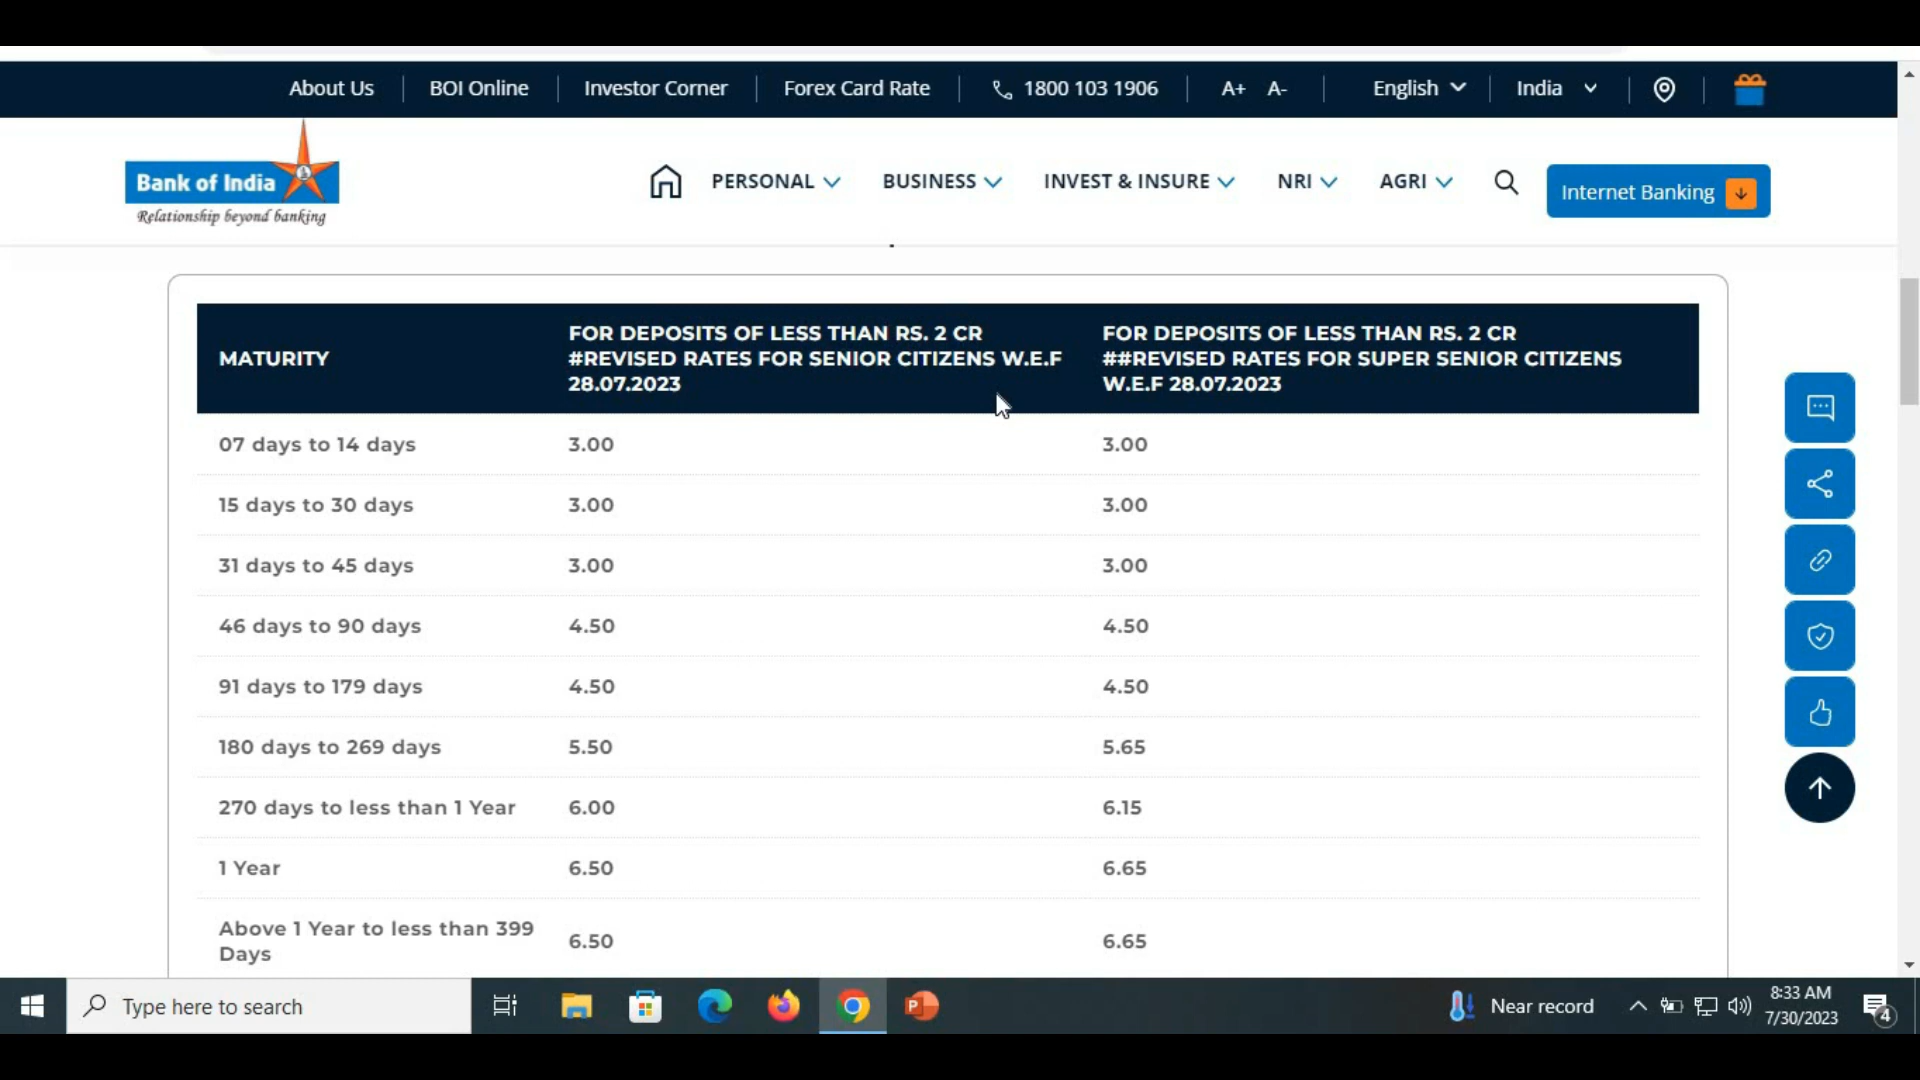 About Us
BOI Online
Investor Corner
Forex Card Rate
1800 103 1906
A+ A-
English
India
Bank of India
Relationship beyond banking
PERSONAL
BUSINESS
INVEST & INSURE
NRI
AGRI
Internet Banking
MATURITY
FOR DEPOSITS OF LESS THAN RS. 2 CR
#REVISED RATES FOR SENIOR CITIZENS W.E.F
28.07.2023
FOR DEPOSITS OF LESS THAN RS. 2 CR
##REVISED RATES FOR SUPER SENIOR CITIZENS
W.E.F 28.07.2023
07 days to 14 days 3.00 3.00
15 days to 30 days 3.00 3.00
31 days to 45 days 3.00 3.00
46 days to 90 days 4.50 4.50
91 days to 179 days 4.50 4.50
180 days to 269 days 5.50 5.65
270 days to less than 1 Year 6.00 6.15
1 Year 6.50 6.65
Above 1 Year to less than 399
Days
6.50 6.65
Type here to search
Near record
8:33 AM
7/30/2023
4